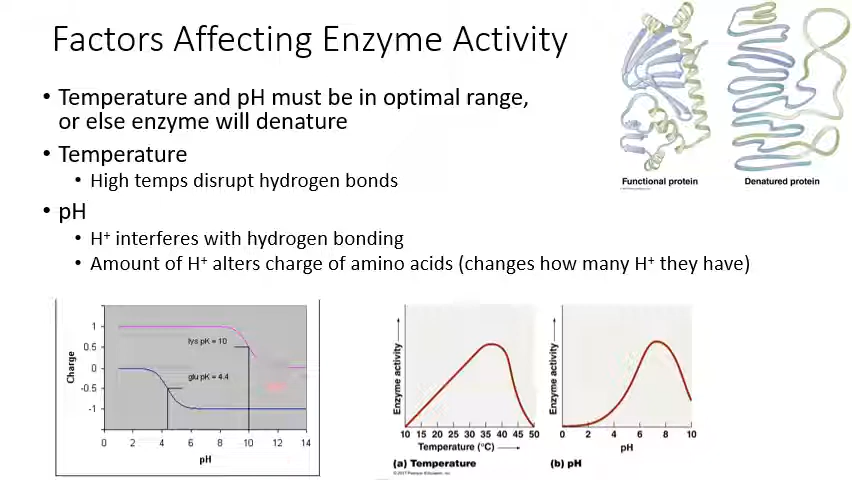 Factors Affecting Enzyme Activity
• Temperature and pH must be in optimal range,
or else enzyme will denature
• Temperature
• High temps disrupt hydrogen bonds
• pH
• H⁺ interferes with hydrogen bonding
• Amount of H⁺ alters charge of amino acids (changes how many H⁺ they have)
Functional protein
Denatured protein
Charge
1
0.5
0
-0.5
-1
lys pK = 10
glu pK = 4.4
0 2 4 6 8 10 12 14
pH
Enzyme activity
10 15 20 25 30 35 40 45 50
Temperature (°C)
(a) Temperature
Enzyme activity
0 2 4 6 8 10
pH
(b) pH